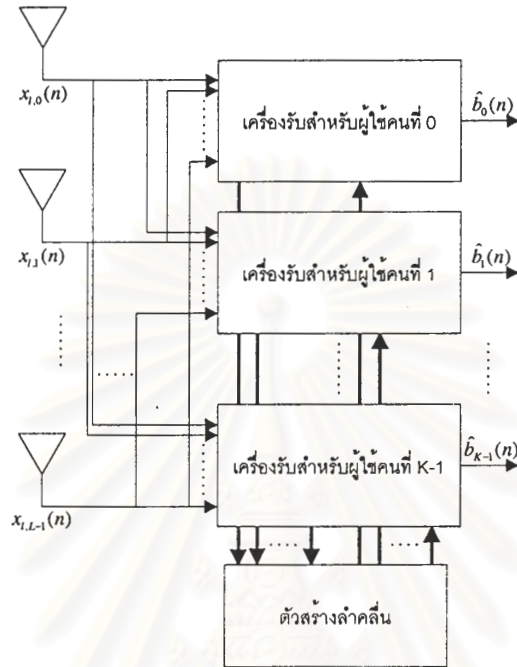 x_{l,0}(n)
เครื่องรับสำหรับผู้ใช้คนที่ 0
b̂_0(n)
x_{l,1}(n)
เครื่องรับสำหรับผู้ใช้คนที่ 1
b̂_1(n)
x_{l,L-1}(n)
เครื่องรับสำหรับผู้ใช้คนที่ K-1
b̂_{K-1}(n)
ตัวสร้างลำคลื่น